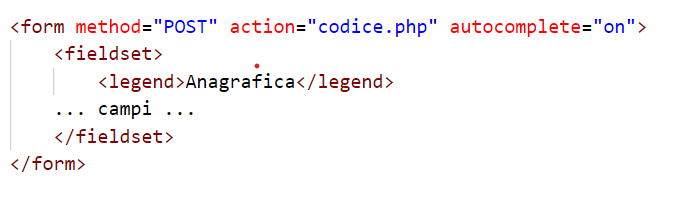 <form method="POST" action="codice.php" autocomplete="on">
<fieldset>
<legend>Anagrafica</legend>
... campi ...
</fieldset>
</form>